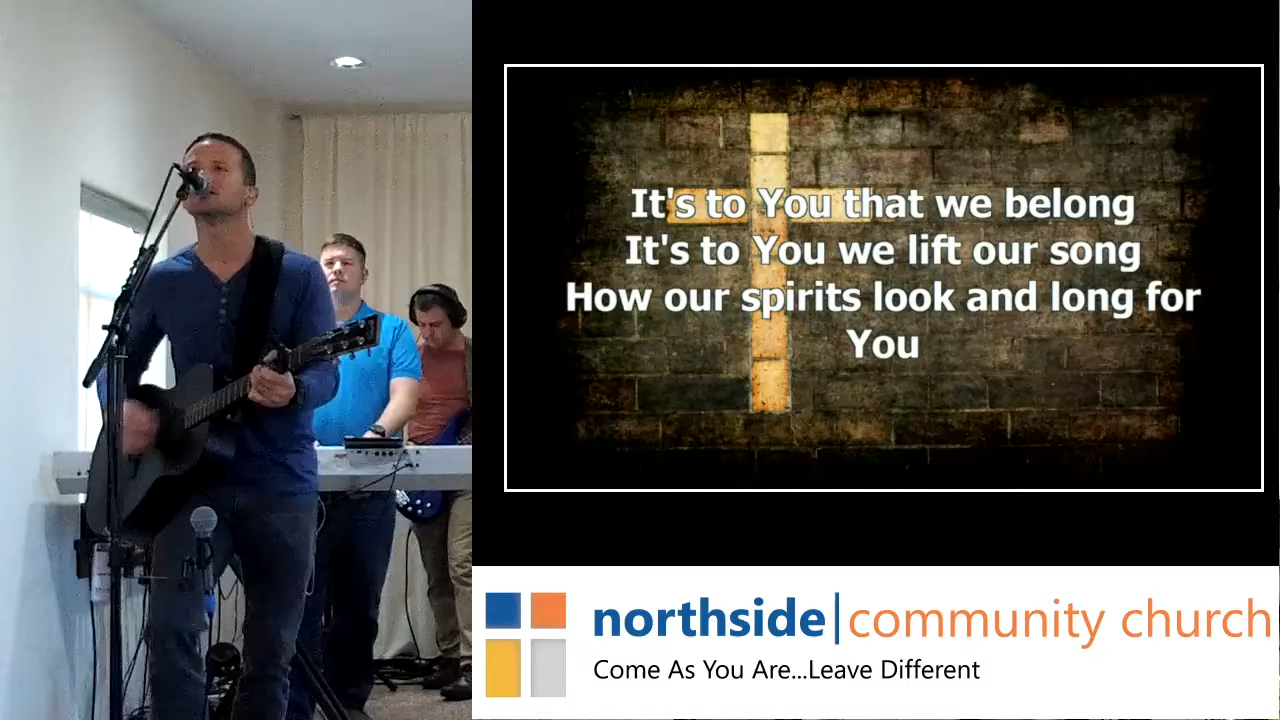 It's to You that we belong
It's to You we lift our song
How our spirits look and long for
You
northside|community church
Come As You Are...Leave Different